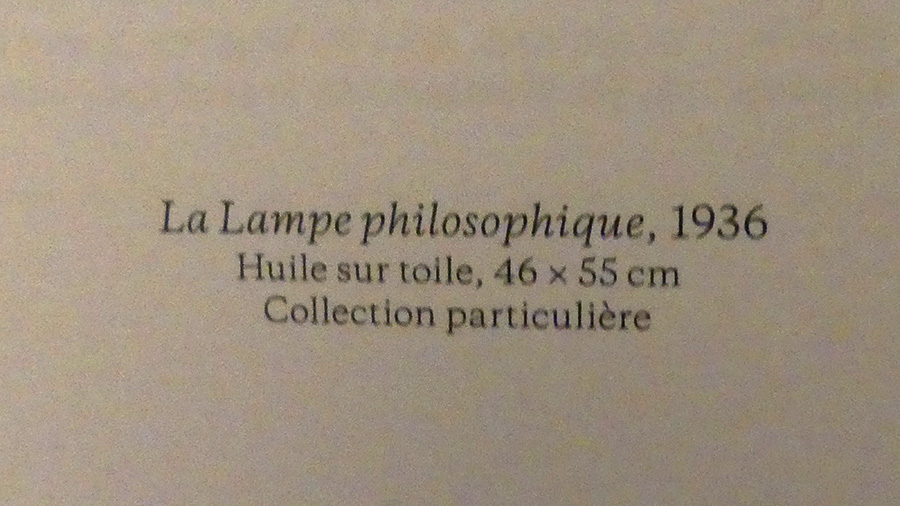 La Lampe philosophique, 1936
Huile sur toile, 46 × 55 cm
Collection particulière